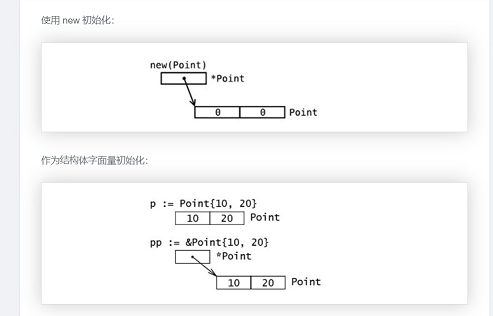 使用 new 初始化:
new(Point)
*Point
0 0 Point
作为结构体字面量初始化:
p := Point{10, 20}
10 20 Point
pp := &Point{10, 20}
*Point
10 20 Point